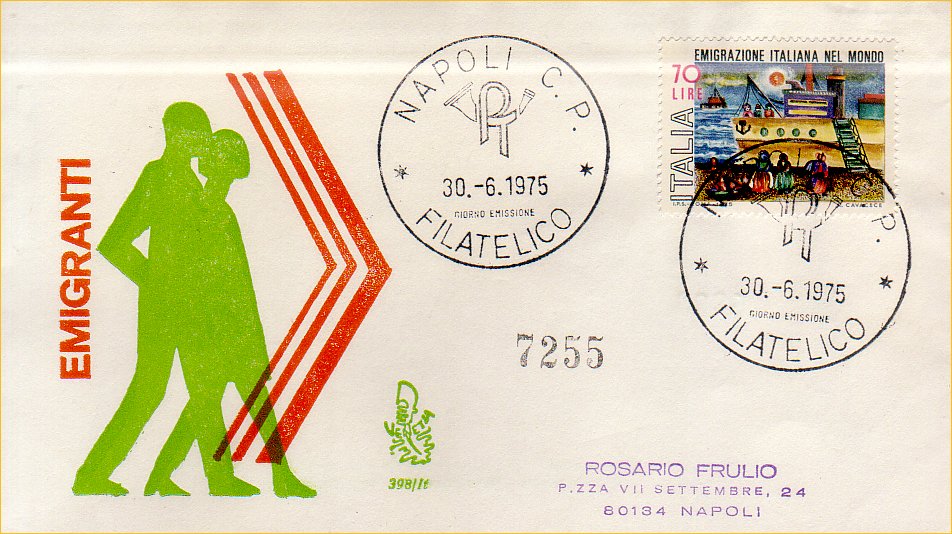 EMIGRANTI
NAPOLI C. P.
30.-6.1975
GIORNO EMISSIONE
FILATELICO
EMIGRAZIONE ITALIANA NEL MONDO
70
LIRE
ITALIA
C. P.
30.-6.1975
GIORNO EMISSIONE
FILATELICO
7255
398/It
ROSARIO FRULIO
P.ZZA VII SETTEMBRE, 24
80134 NAPOLI